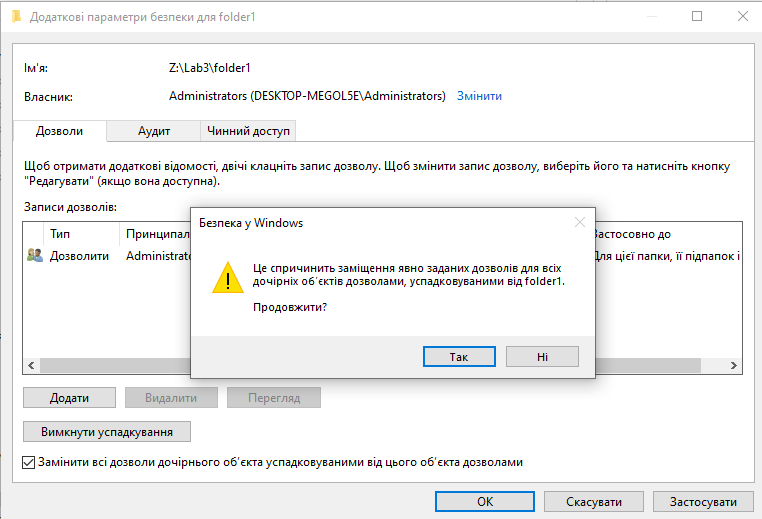 Додаткові параметри безпеки для folder1
Ім'я: Z:\Lab3\folder1
Власник: Administrators (DESKTOP-MEGOL5E\Administrators) Змінити
Дозволи Аудит Чинний доступ
Щоб отримати додаткові відомості, двічі клацніть запис дозволу. Щоб змінити запис дозволу, виберіть його та натисніть кнопку
"Редагувати" (якщо вона доступна).
Записи дозволів:
Тип Принципал Застосовно до
Дозволити Administrato Для цієї папки, її підпапок і
Безпека у Windows
Це спричинить заміщення явно заданих дозволів для всіх
дочірніх об'єктів дозволами, успадковуваними від folder1.
Продовжити?
Так Ні
Додати Видалити Перегляд
Вимкнути успадкування
Замінити всі дозволи дочірнього об'єкта успадковуваними від цього об'єкта дозволами
ОК Скасувати Застосувати